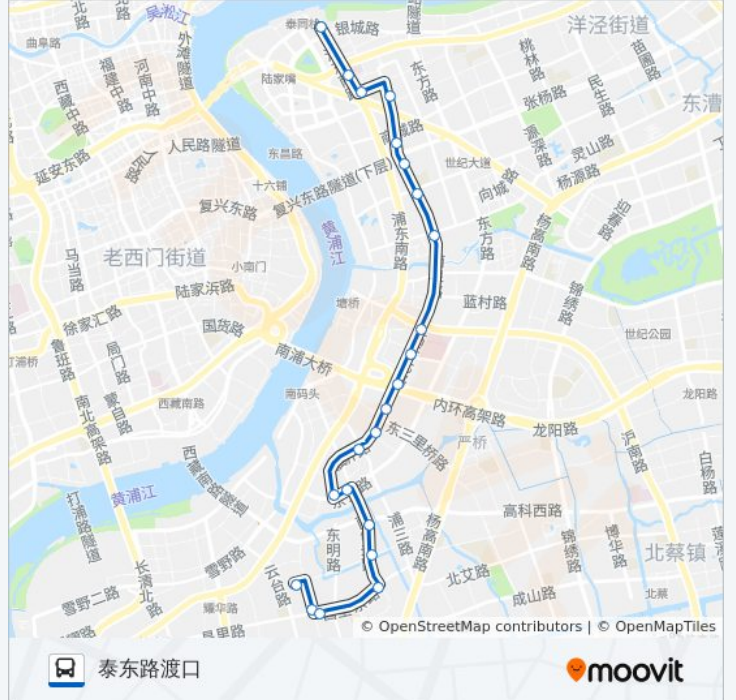 吴淞江
外滩隧道
泰同栈
银城路
隧道
洋泾街道
北路
曲阜路
西藏中路
福建中路
河南中路
陆家嘴
东方路
桃林路
苗圃路
张杨路
民生路
东漕
源深路
灵山路
延安东路
人民路
人民路隧道
东昌路
世纪大道
杨源路
十六铺
复兴东路隧道(下层)
向城路
复兴东路
黄浦江
浦东南路
东方路
杨高南路
迎春路
老西门街道
马当路
小南门
陆家浜路
塘桥
蓝村路
锦绣路
徐家汇路
国货路
世纪公园
鲁班路
局门路
南浦大桥
蒙自路
西藏南路
南码头
内环高架路
龙阳路
龙阳路
南北高架路
东三里桥路
严桥
沪南路
西藏南路隧道
白杨路
黄浦江
打浦路隧道
高科西路
东明路
浦三路
杨高南路
锦绣路
博华路
北蔡镇
长清北路
雪野路
云台路
北艾路
雪野二路
耀华路
成山路
北蔡
© OpenStreetMap contributors | © OpenMapTiles
泰东路渡口
moovit